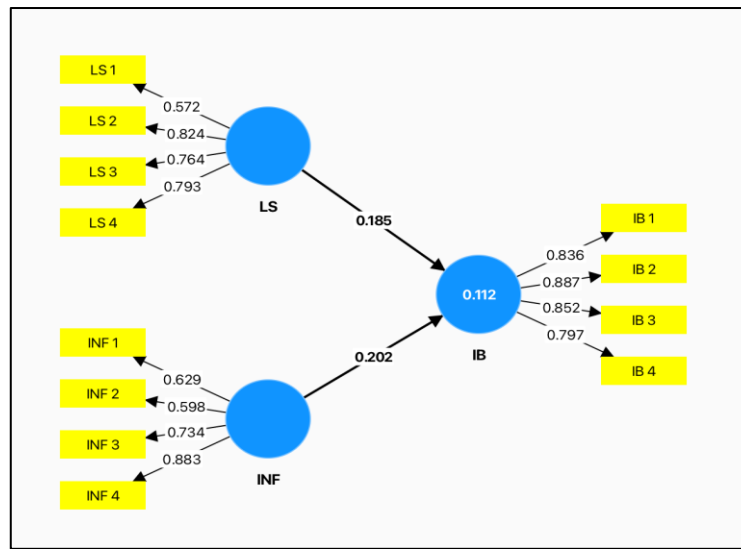 LS 1
LS 2
LS 3
LS 4
0.572
0.824
0.764
0.793
LS
0.185
INF 1
INF 2
INF 3
INF 4
0.629
0.598
0.734
0.883
INF
0.202
0.112
IB
0.836
0.887
0.852
0.797
IB 1
IB 2
IB 3
IB 4